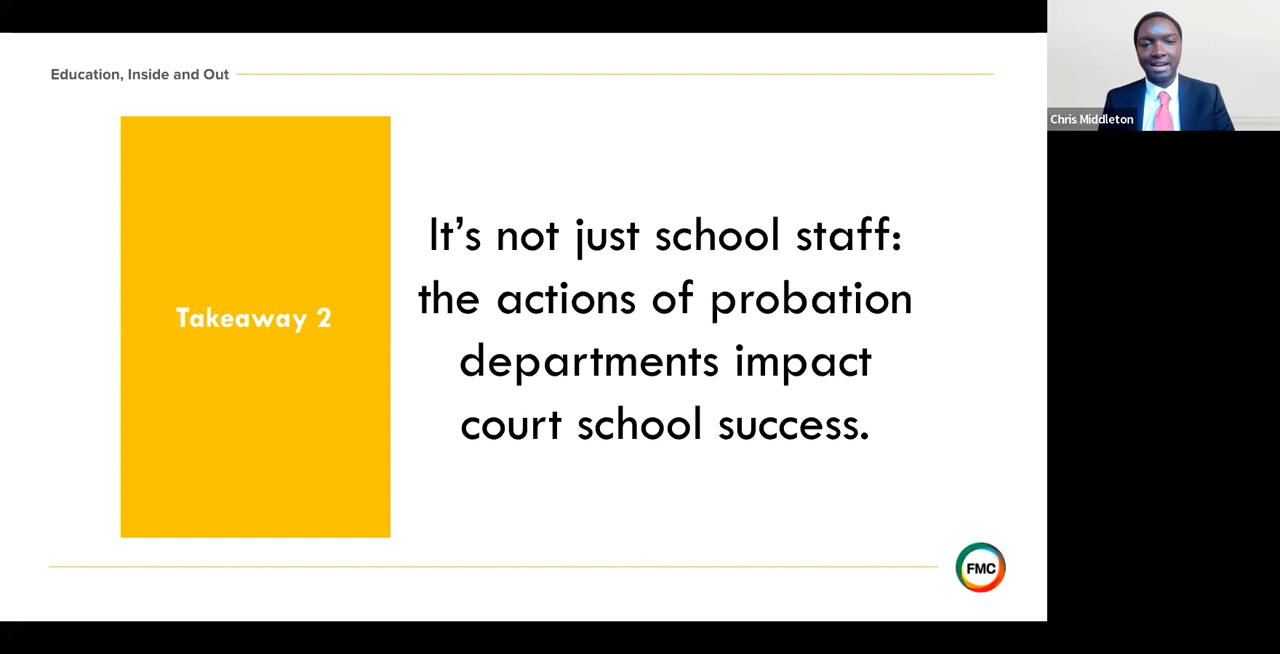 Education, Inside and Out
Chris Middleton
Takeaway 2
It’s not just school staff:
the actions of probation
departments impact
court school success.
FMC